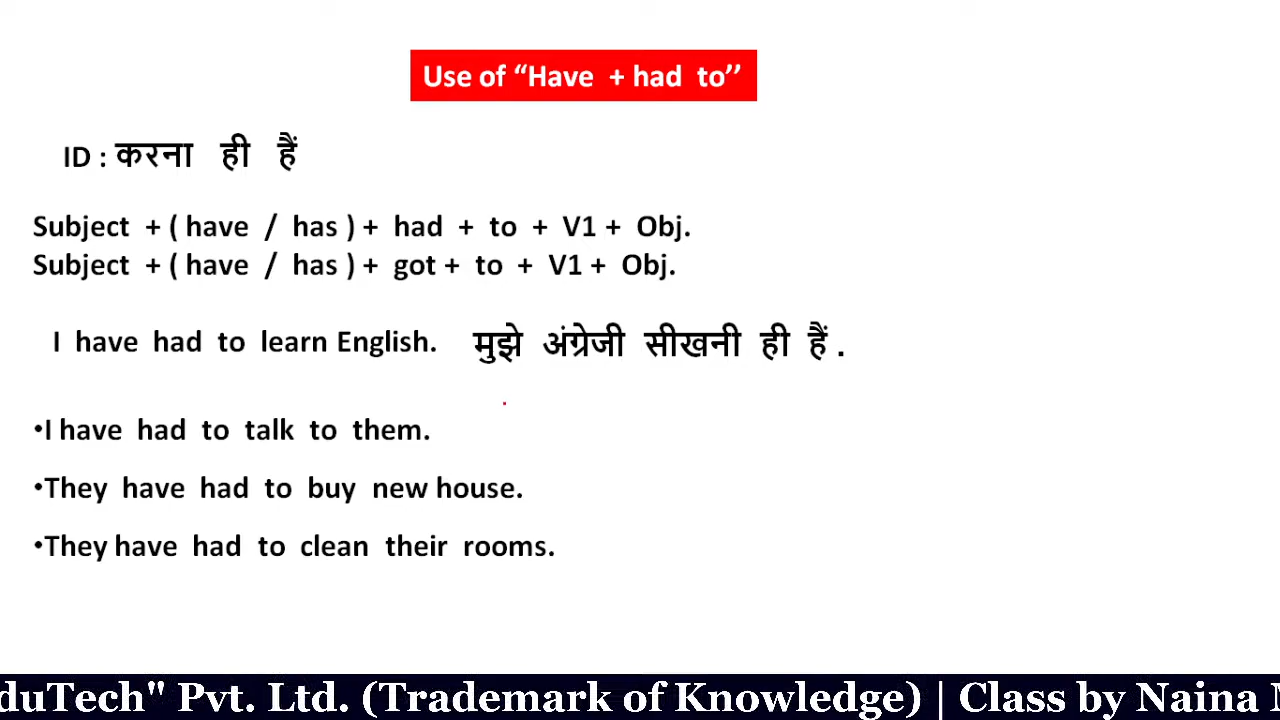 Use of “Have + had to’’
ID : करना ही हैं
Subject + ( have / has ) + had + to + V1 + Obj.
Subject + ( have / has ) + got + to + V1 + Obj.
I have had to learn English. मुझे अंग्रेजी सीखनी ही हैं .
•I have had to talk to them.
•They have had to buy new house.
•They have had to clean their rooms.
duTech" Pvt. Ltd. (Trademark of Knowledge) | Class by Naina